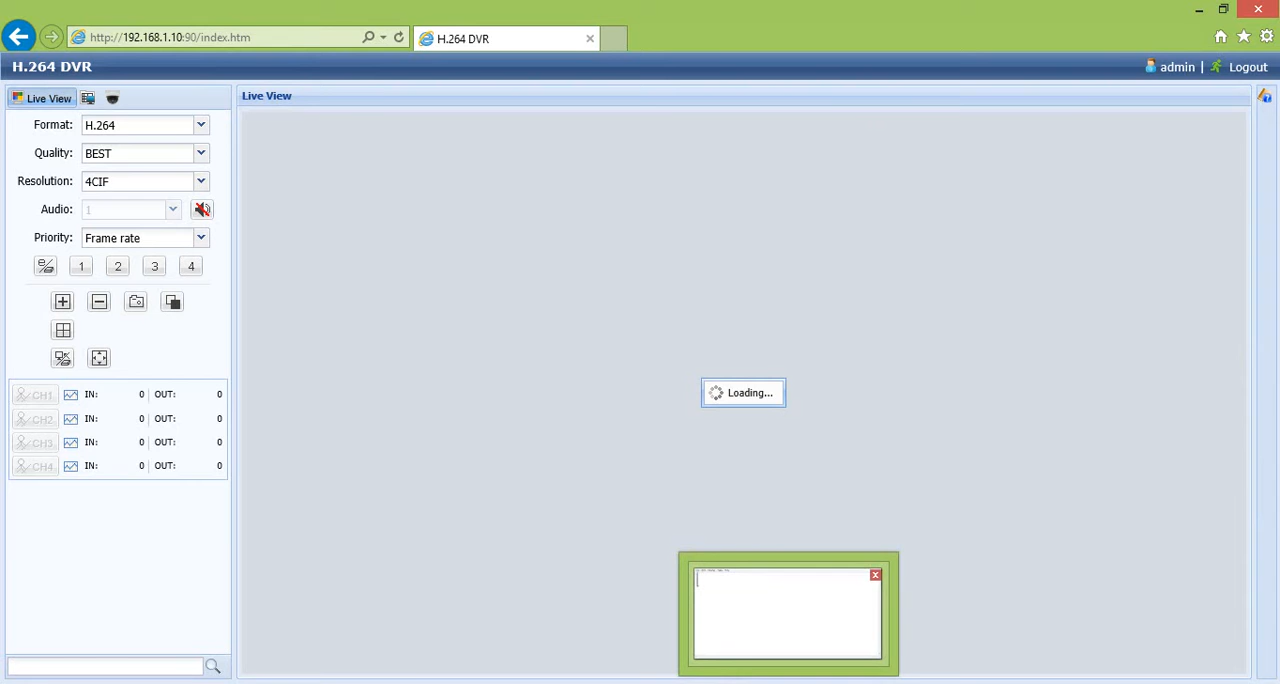 http://192.168.1.10:90/index.htm
H.264 DVR
H.264 DVR
admin | Logout
Live View
Live View
Format: H.264
Quality: BEST
Resolution: 4CIF
Audio: 1
Priority: Frame rate
1 2 3 4
CH1 IN: 0 OUT: 0
CH2 IN: 0 OUT: 0
CH3 IN: 0 OUT: 0
CH4 IN: 0 OUT: 0
Loading...